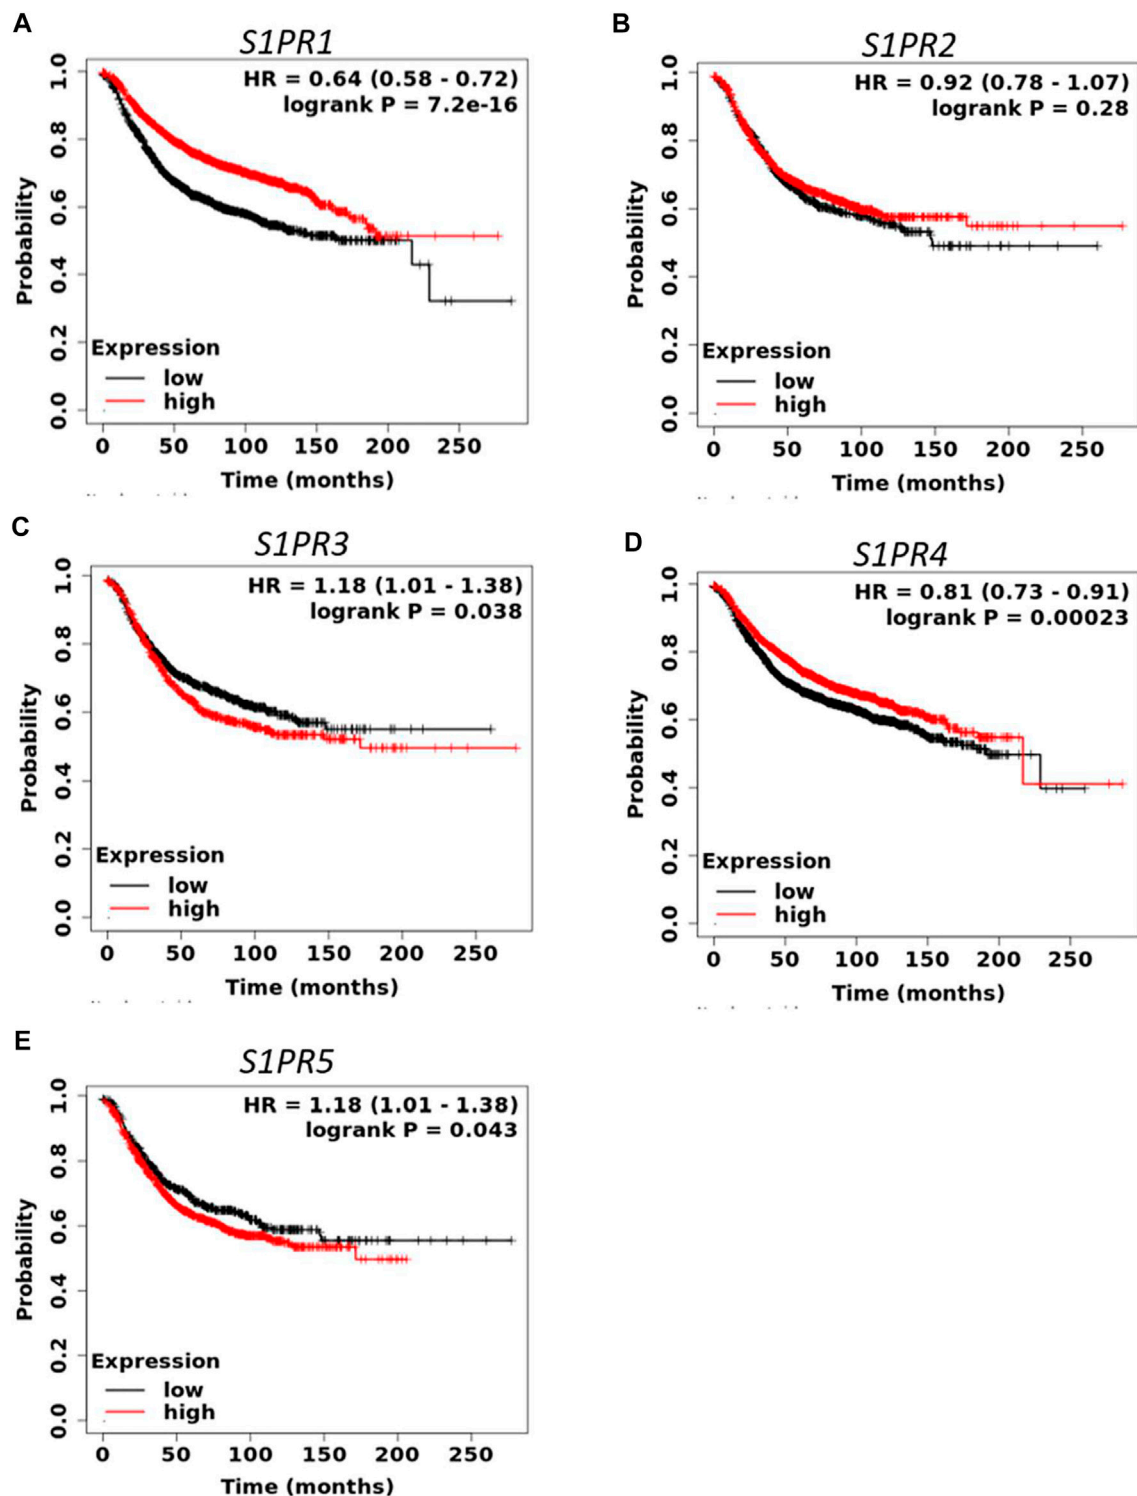 A
S1PR1
HR = 0.64 (0.58 - 0.72)
logrank P = 7.2e-16
Probability
1.0
0.8
0.6
0.4
0.2
0.0
Expression
low
high
0 50 100 150 200 250
Time (months)
B
S1PR2
HR = 0.92 (0.78 - 1.07)
logrank P = 0.28
Probability
1.0
0.8
0.6
0.4
0.2
0.0
Expression
low
high
0 50 100 150 200 250
Time (months)
C
S1PR3
HR = 1.18 (1.01 - 1.38)
logrank P = 0.038
Probability
1.0
0.8
0.6
0.4
0.2
0.0
Expression
low
high
0 50 100 150 200 250
Time (months)
D
S1PR4
HR = 0.81 (0.73 - 0.91)
logrank P = 0.00023
Probability
1.0
0.8
0.6
0.4
0.2
0.0
Expression
low
high
0 50 100 150 200 250
Time (months)
E
S1PR5
HR = 1.18 (1.01 - 1.38)
logrank P = 0.043
Probability
1.0
0.8
0.6
0.4
0.2
0.0
Expression
low
high
0 50 100 150 200 250
Time (months)